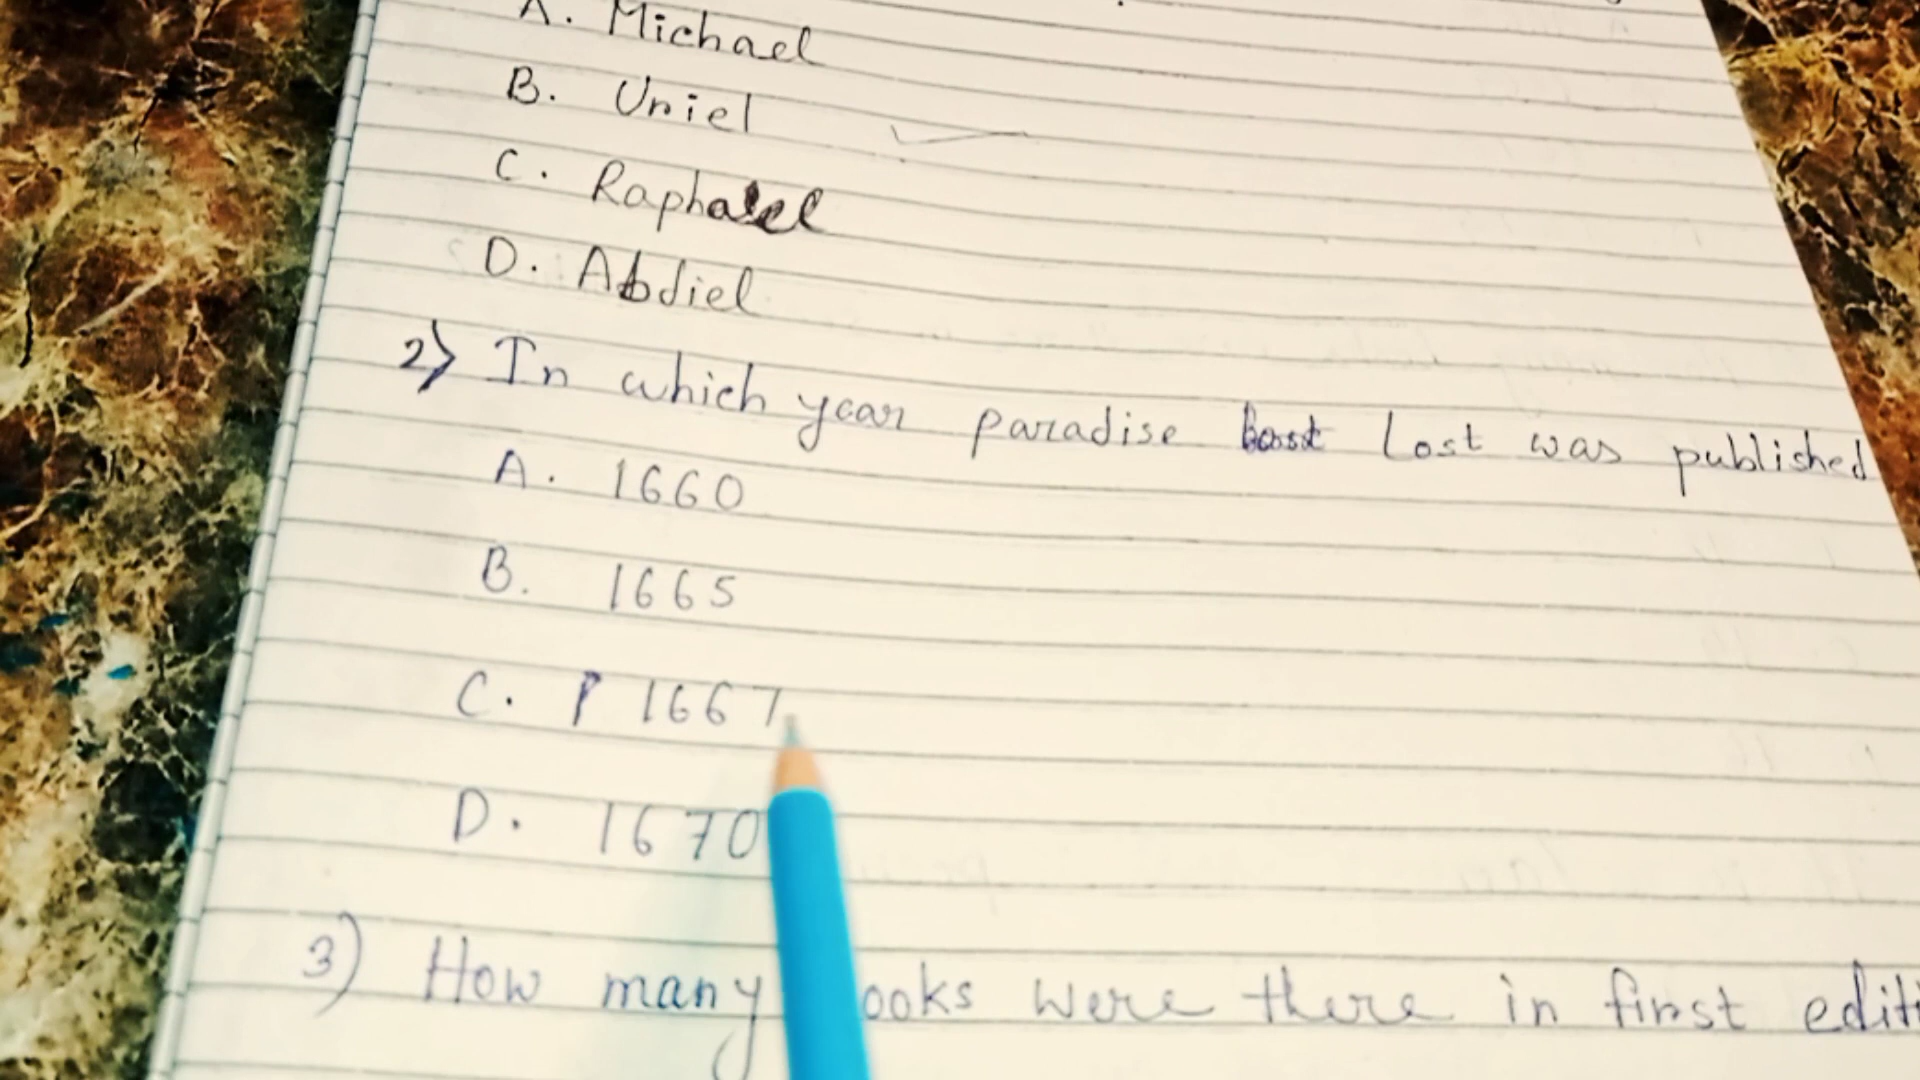 A. Michael
B. Uriel
C. Raphael
D. Abdiel
2) In which year paradise Lost was published
A. 1660
B. 1665
C. 1667
D. 1670
3) How many ooks were there in first editi